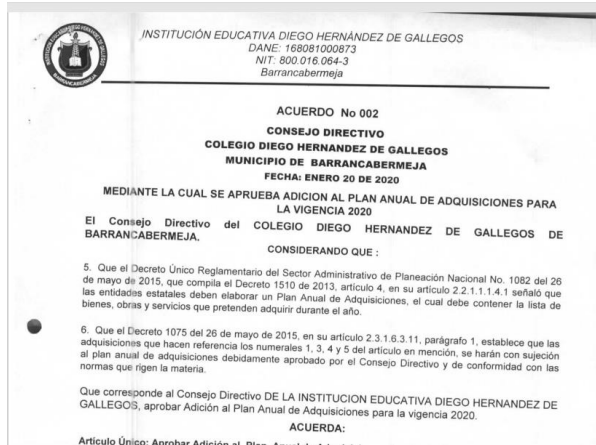 INSTITUCIÓN EDUCATIVA DIEGO HERNÁNDEZ DE GALLEGOS
DANE: 168081000873
NIT: 800.016.064-3
Barrancabermeja
BARRANCABERMEJA
ACUERDO No 002
CONSEJO DIRECTIVO
COLEGIO DIEGO HERNANDEZ DE GALLEGOS
MUNICIPIO DE BARRANCABERMEJA
FECHA: ENERO 20 DE 2020
MEDIANTE LA CUAL SE APRUEBA ADICION AL PLAN ANUAL DE ADQUISICIONES PARA
LA VIGENCIA 2020
El Consejo Directivo del COLEGIO DIEGO HERNANDEZ DE GALLEGOS DE
BARRANCABERMEJA.
CONSIDERANDO QUE :
5. Que el Decreto Único Reglamentario del Sector Administrativo de Planeación Nacional No. 1082 del 26
de mayo de 2015, que compila el Decreto 1510 de 2013, artículo 4, en su artículo 2.2.1.1.1.4.1 señaló que
las entidades estatales deben elaborar un Plan Anual de Adquisiciones, el cual debe contener la lista de
bienes, obras y servicios que pretenden adquirir durante el año.
6. Que el Decreto 1075 del 26 de mayo de 2015, en su artículo 2.3.1.6.3.11, parágrafo 1, establece que las
adquisiciones que hacen referencia los numerales 1, 3, 4 y 5 del artículo en mención, se harán con sujeción
al plan anual de adquisiciones debidamente aprobado por el Consejo Directivo y de conformidad con las
normas que rigen la materia.
Que corresponde al Consejo Directivo DE LA INSTITUCION EDUCATIVA DIEGO HERNANDEZ DE
GALLEGOS, aprobar Adición al Plan Anual de Adquisiciones para la vigencia 2020.
ACUERDA:
Artículo Único: Aprobar Adición al Plan Anual